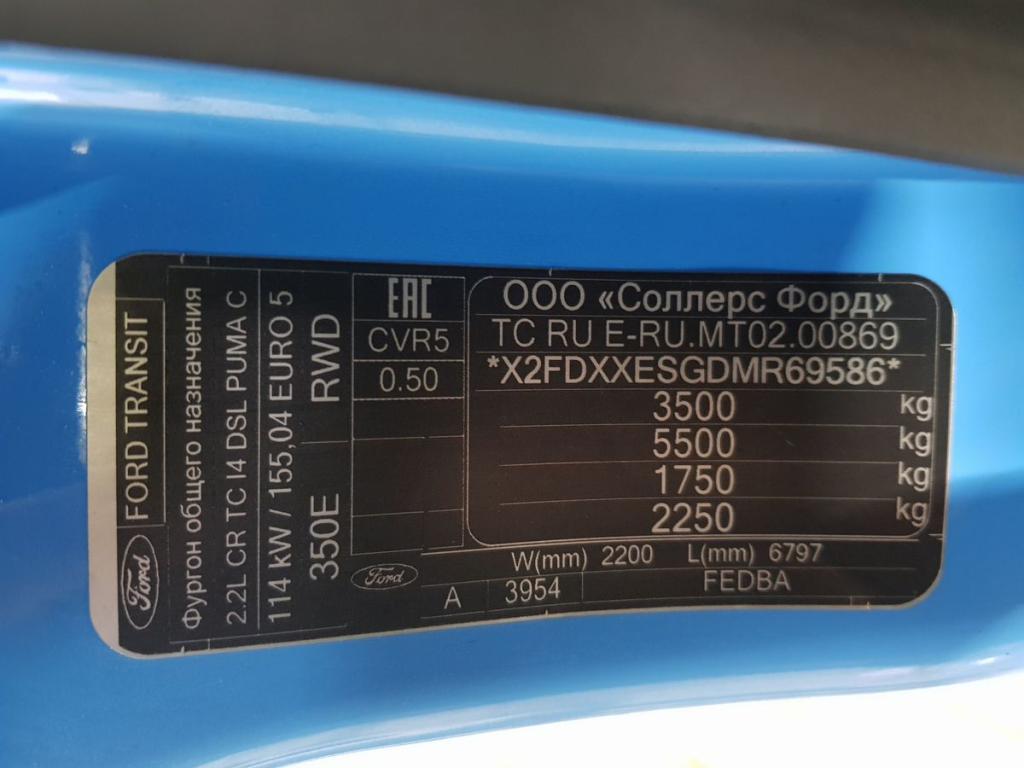 Ford
FORD TRANSIT
Фургон общего назначения
2.2L CR TC I4 DSL PUMA C
114 kW / 155,04 EURO 5
350E RWD
EAC
CVR5
0.50
ООО «Соллерс Форд»
TC RU E-RU.MT02.00869
*X2FDXXESGDMR69586*
3500 kg
5500 kg
1750 kg
2250 kg
Ford
W(mm) 2200 L(mm) 6797
A 3954 FEDBA